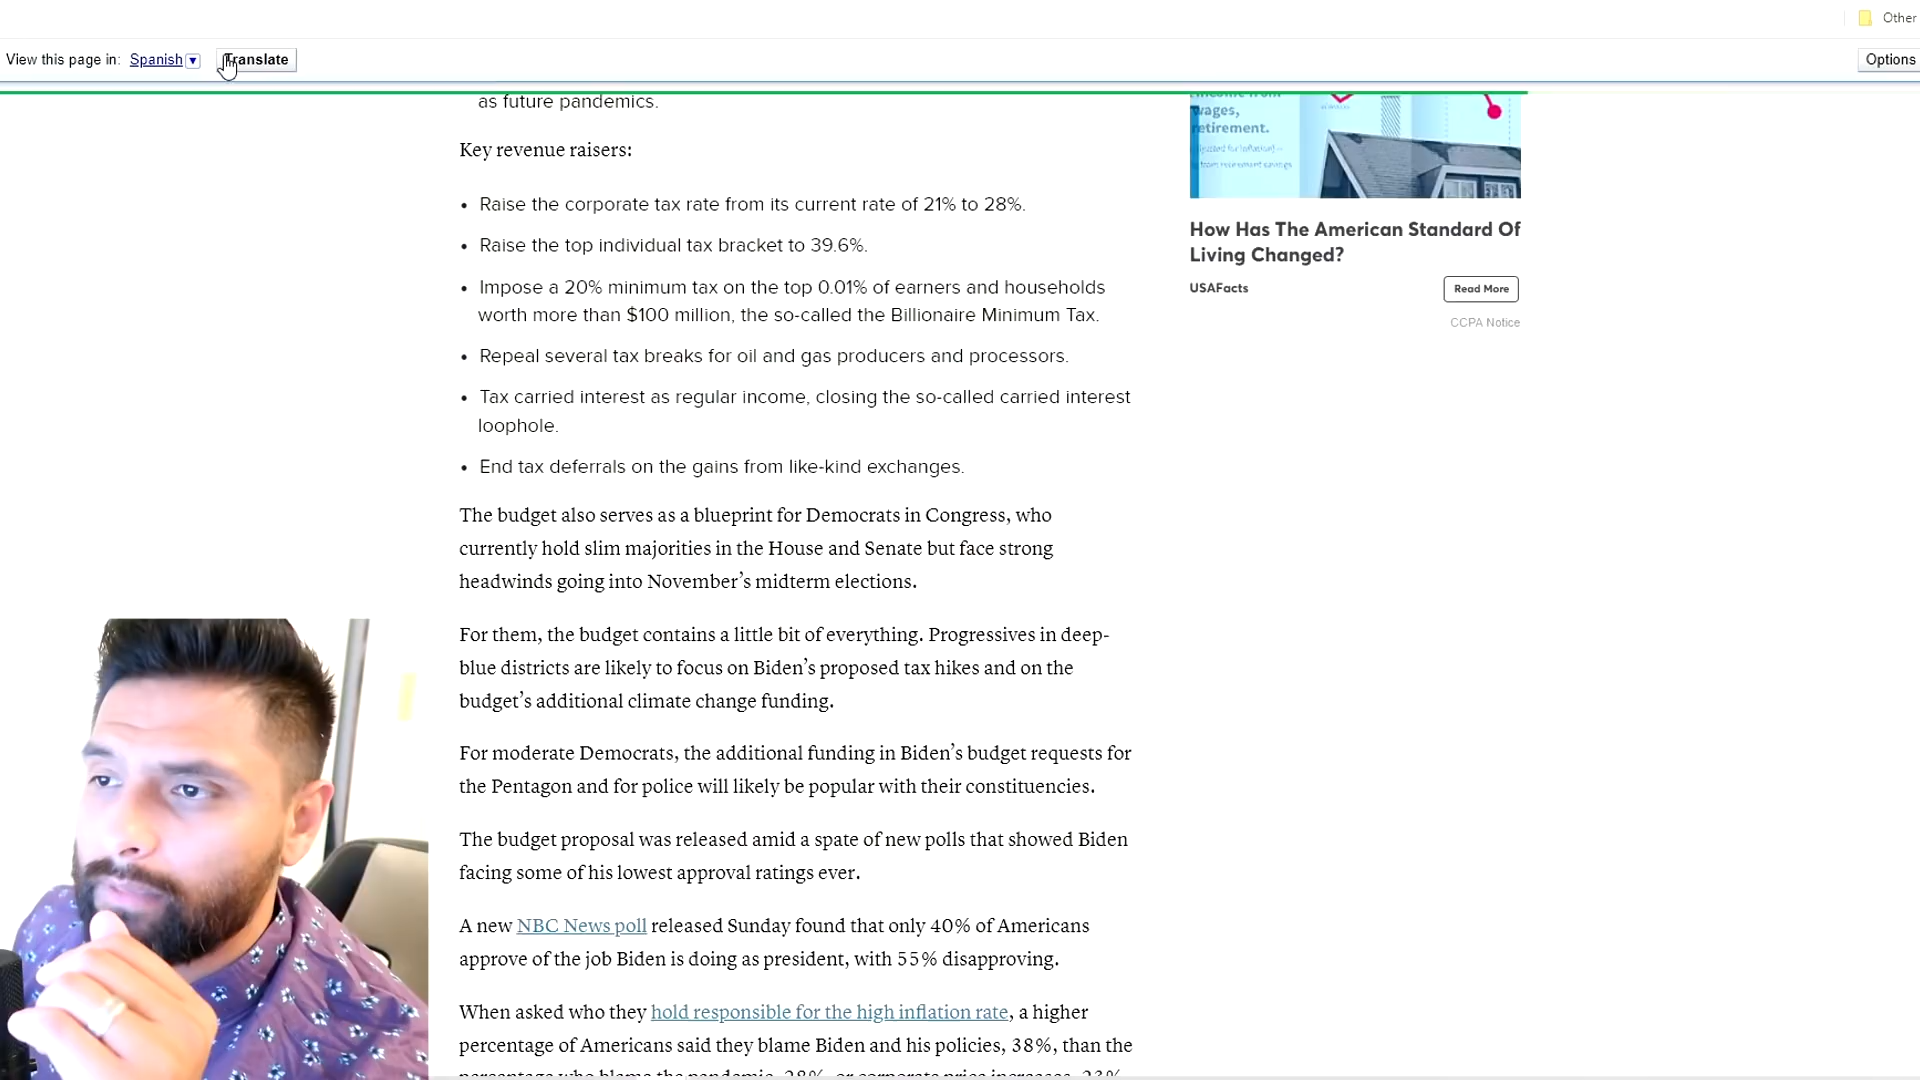 Other
View this page in: Spanish Translate
Options
as future pandemics.
Key revenue raisers:
• Raise the corporate tax rate from its current rate of 21% to 28%.
• Raise the top individual tax bracket to 39.6%.
• Impose a 20% minimum tax on the top 0.01% of earners and households
worth more than $100 million, the so-called the Billionaire Minimum Tax.
• Repeal several tax breaks for oil and gas producers and processors.
• Tax carried interest as regular income, closing the so-called carried interest
loophole.
• End tax deferrals on the gains from like-kind exchanges.
The budget also serves as a blueprint for Democrats in Congress, who
currently hold slim majorities in the House and Senate but face strong
headwinds going into November’s midterm elections.
For them, the budget contains a little bit of everything. Progressives in deep-
blue districts are likely to focus on Biden’s proposed tax hikes and on the
budget’s additional climate change funding.
For moderate Democrats, the additional funding in Biden’s budget requests for
the Pentagon and for police will likely be popular with their constituencies.
The budget proposal was released amid a spate of new polls that showed Biden
facing some of his lowest approval ratings ever.
A new NBC News poll released Sunday found that only 40% of Americans
approve of the job Biden is doing as president, with 55% disapproving.
When asked who they hold responsible for the high inflation rate, a higher
percentage of Americans said they blame Biden and his policies, 38%, than the
percentage who blame the pandemic, 28%, or corporate price increases, 23%
wages,
retirement.
How Has The American Standard Of
Living Changed?
USAFacts
Read More
CCPA Notice